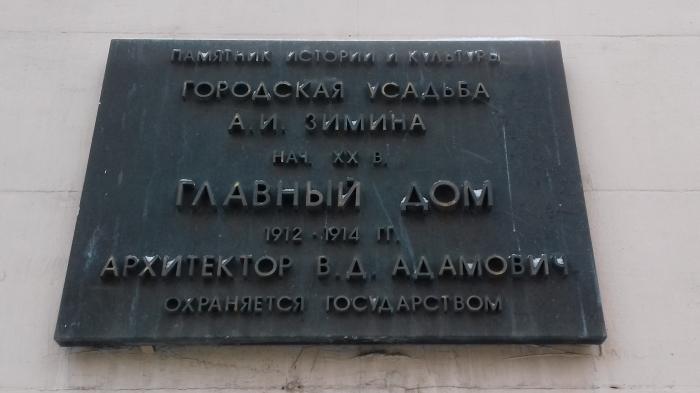 ПАМЯТНИК ИСТОРИИ И КУЛЬТУРЫ
ГОРОДСКАЯ УСАДЬБА
А.И. ЗИМИНА
НАЧ. XX В.
ГЛАВНЫЙ ДОМ
1912 - 1914 ГГ.
АРХИТЕКТОР В.Д. АДАМОВИЧ.
ОХРАНЯЕТСЯ ГОСУДАРСТВОМ